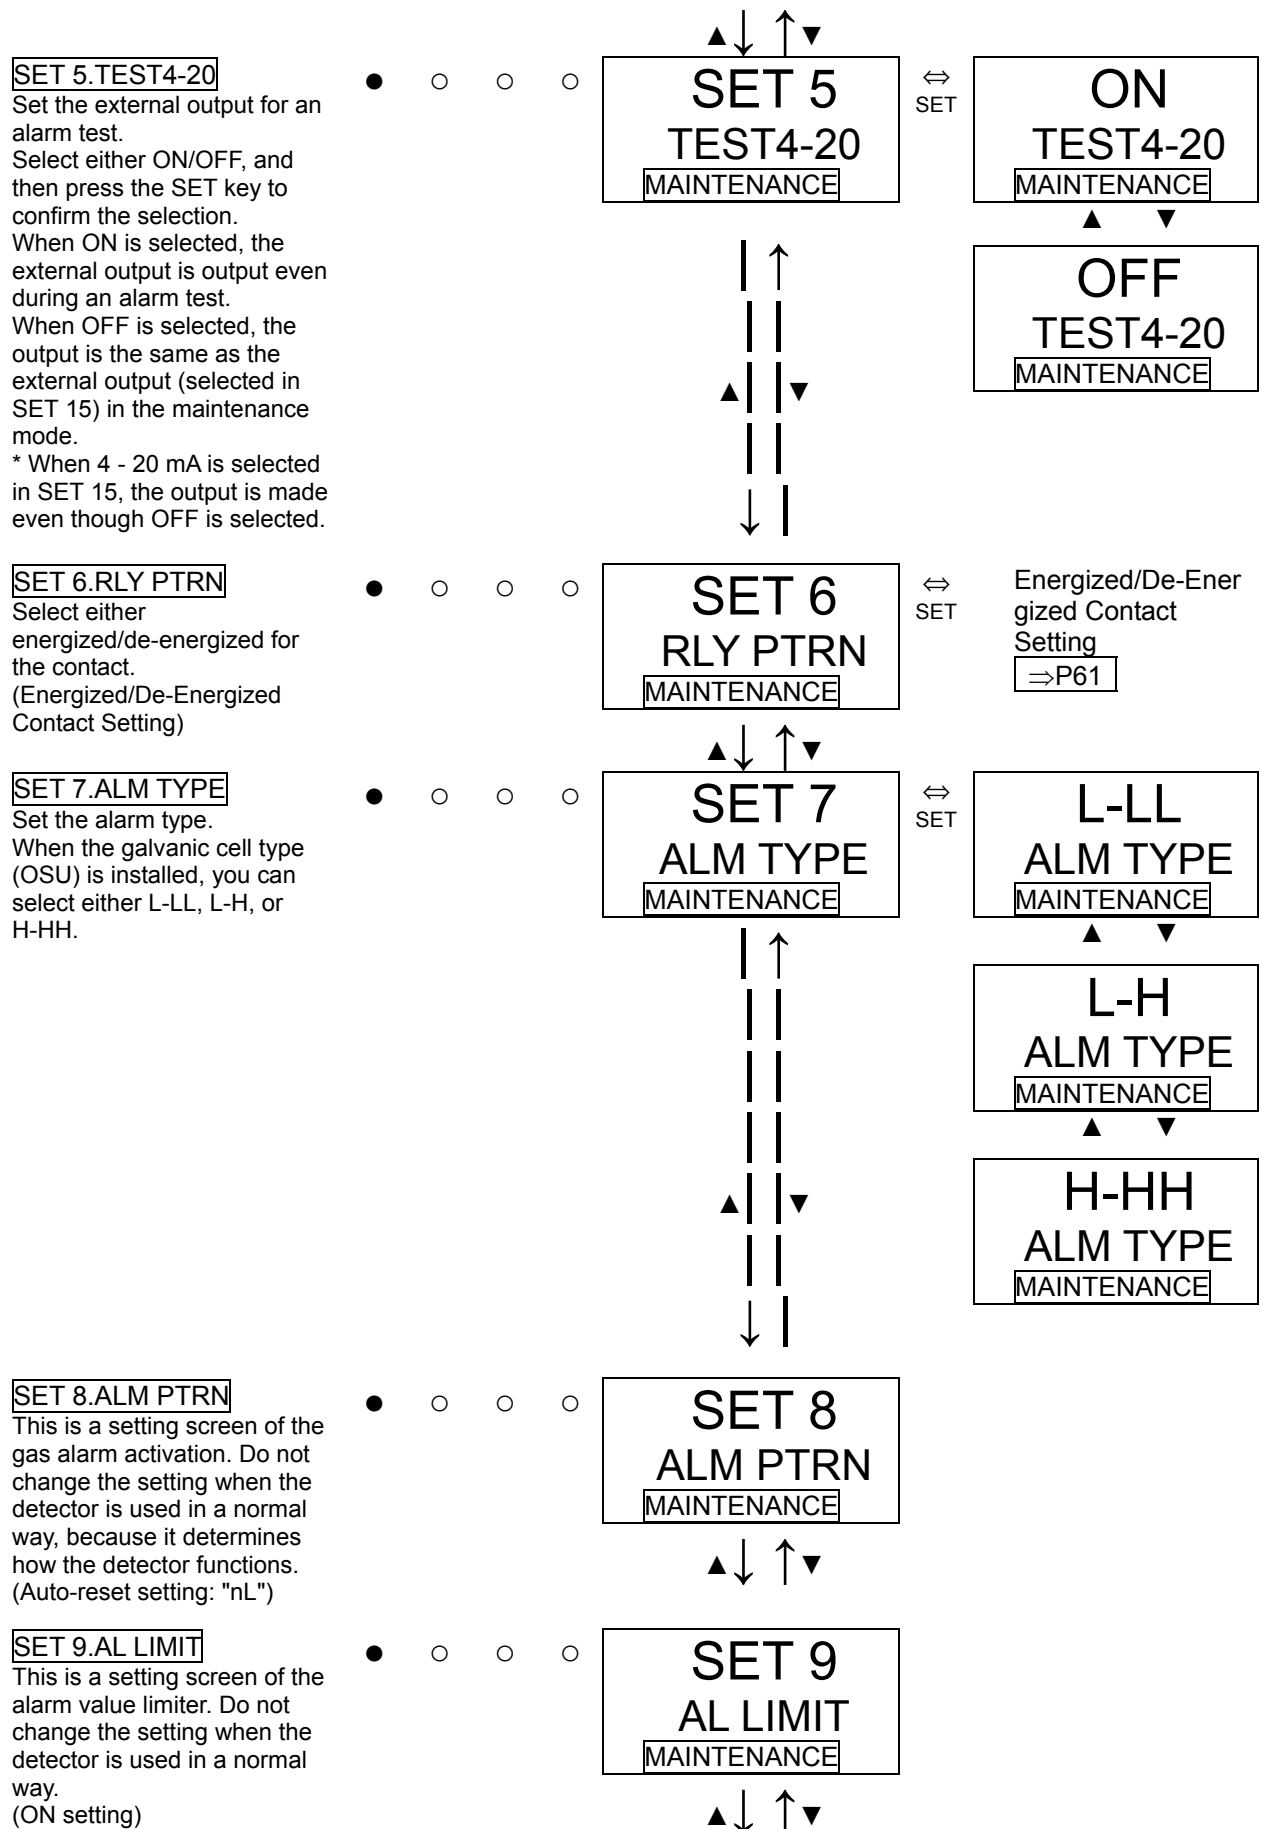 ▲↓ ↑▼
SET 5.TEST4-20
Set the external output for an
alarm test.
Select either ON/OFF, and
then press the SET key to
confirm the selection.
When ON is selected, the
external output is output even
during an alarm test.
When OFF is selected, the
output is the same as the
external output (selected in
SET 15) in the maintenance
mode.
* When 4 - 20 mA is selected
in SET 15, the output is made
even though OFF is selected.
● ○ ○ ○
SET 5
TEST4-20
MAINTENANCE
⇔
SET
ON
TEST4-20
MAINTENANCE
▲ ▼
OFF
TEST4-20
MAINTENANCE
▲ ▼
SET 6.RLY PTRN
Select either
energized/de-energized for
the contact.
(Energized/De-Energized
Contact Setting)
● ○ ○ ○
SET 6
RLY PTRN
MAINTENANCE
⇔
SET
Energized/De-Ener
gized Contact
Setting
⇒P61
▲↓ ↑▼
SET 7.ALM TYPE
Set the alarm type.
When the galvanic cell type
(OSU) is installed, you can
select either L-LL, L-H, or
H-HH.
● ○ ○ ○
SET 7
ALM TYPE
MAINTENANCE
⇔
SET
L-LL
ALM TYPE
MAINTENANCE
▲ ▼
L-H
ALM TYPE
MAINTENANCE
▲ ▼
H-HH
ALM TYPE
MAINTENANCE
▲ ▼
SET 8.ALM PTRN
This is a setting screen of the
gas alarm activation. Do not
change the setting when the
detector is used in a normal
way, because it determines
how the detector functions.
(Auto-reset setting: "nL")
● ○ ○ ○
SET 8
ALM PTRN
MAINTENANCE
▲↓ ↑▼
SET 9.AL LIMIT
This is a setting screen of the
alarm value limiter. Do not
change the setting when the
detector is used in a normal
way.
(ON setting)
● ○ ○ ○
SET 9
AL LIMIT
MAINTENANCE
▲↓ ↑▼